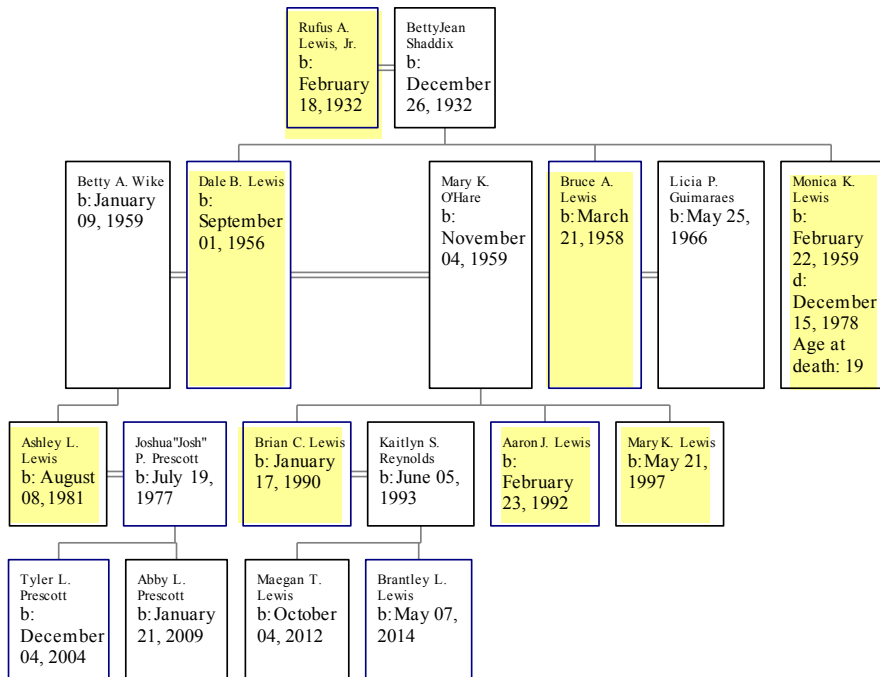 Rufus A.
Lewis, Jr.
b:
February
18, 1932
BettyJean
Shaddix
b:
December
26, 1932
Betty A. Wike
b: January
09, 1959
Dale B. Lewis
b:
September
01, 1956
Mary K.
O'Hare
b:
November
04, 1959
Bruce A.
Lewis
b: March
21, 1958
Licia P.
Guimaraes
b: May 25,
1966
Monica K.
Lewis
b:
February
22, 1959
d:
December
15, 1978
Age at
death: 19
Ashley L.
Lewis
b: August
08, 1981
Joshua"Josh"
P. Prescott
b: July 19,
1977
Brian C. Lewis
b: January
17, 1990
Kaitlyn S.
Reynolds
b: June 05,
1993
Aaron J. Lewis
b:
February
23, 1992
Mary K. Lewis
b: May 21,
1997
Tyler L.
Prescott
b:
December
04, 2004
Abby L.
Prescott
b: January
21, 2009
Maegan T.
Lewis
b: October
04, 2012
Brantley L.
Lewis
b: May 07,
2014